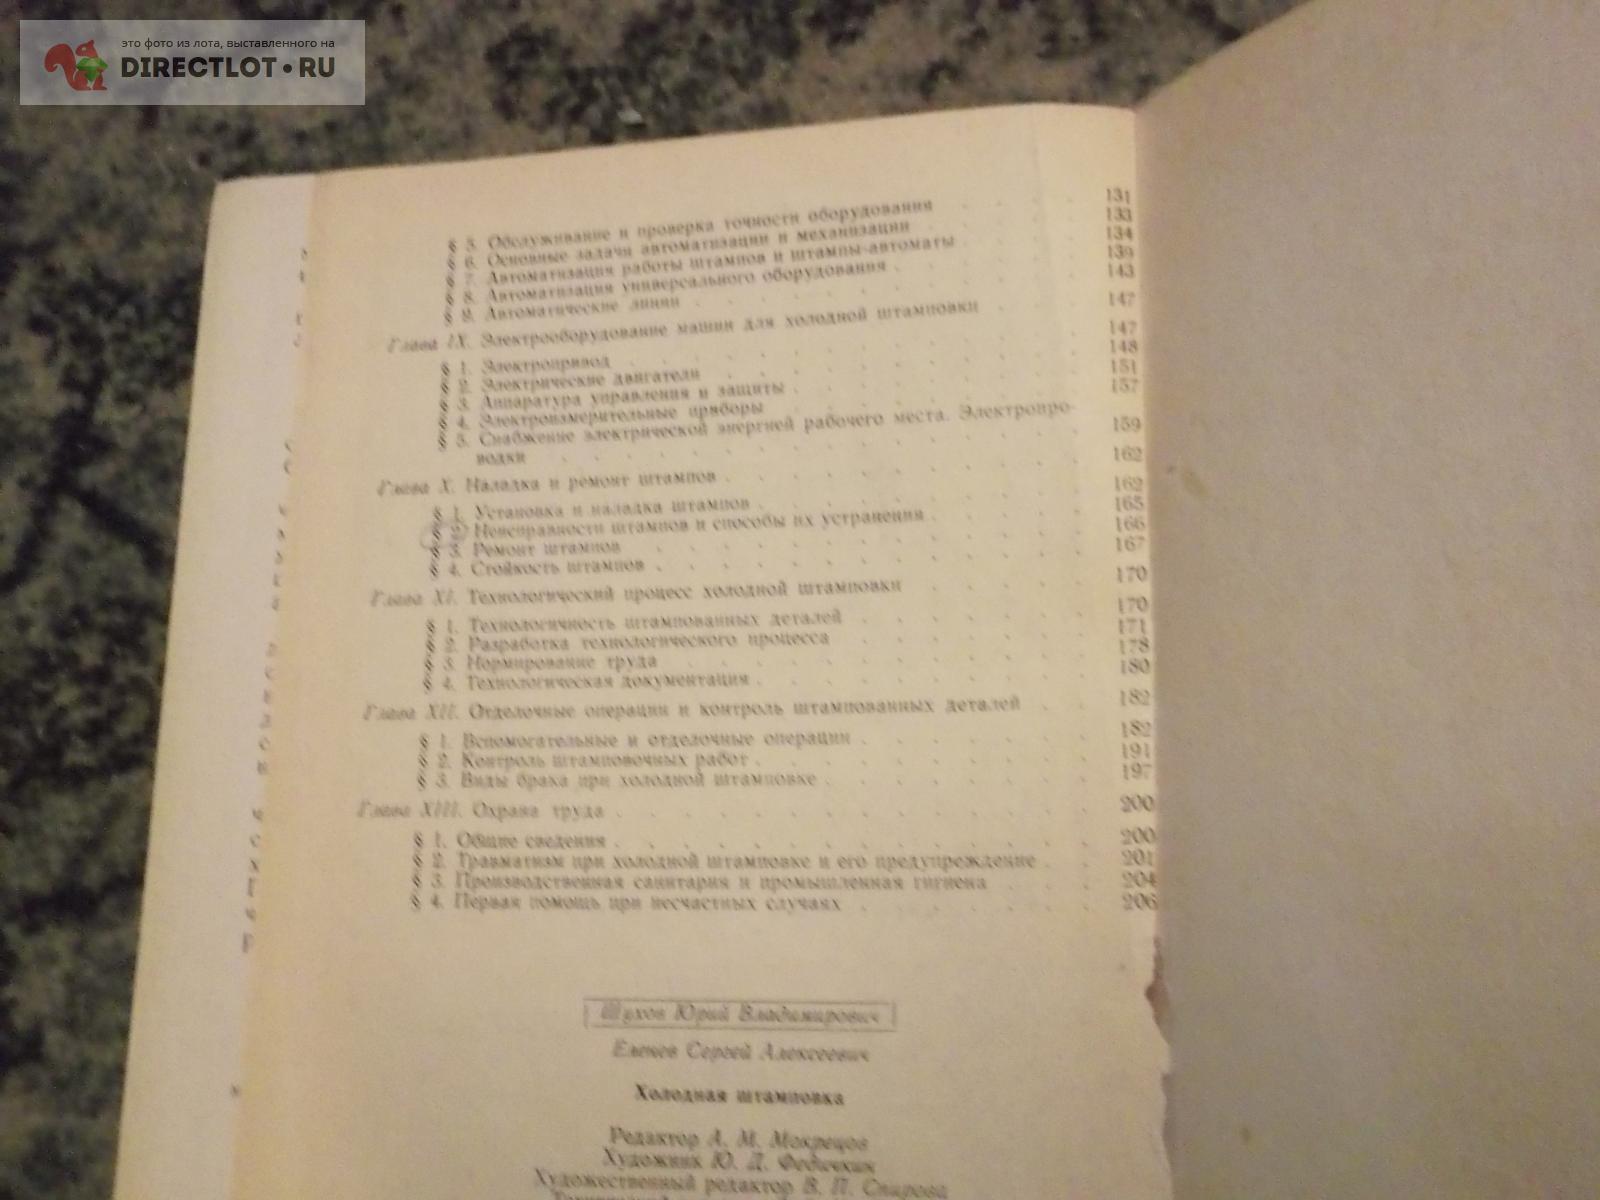 это фото из лота, выставленного на
DIRECTLOT•RU
§ 5. Обслуживание и проверка точности оборудования . . . . 131
§ 6. Основные задачи автоматизации и механизации . . . . 133
§ 7. Автоматизация работы штампов и штампы-автоматы . . . 134
§ 8. Автоматизация универсального оборудования . . . . 139
§ 9. Автоматические линии . . . . . . . . 143
Глава IX. Электрооборудование машин для холодной штамповки . . 147
§ 1. Электропривод . . . . . . . . . 147
§ 2. Электрические двигатели . . . . . . . 148
§ 3. Аппаратура управления и защиты . . . . . . 151
§ 4. Электроизмерительные приборы . . . . . . 157
§ 5. Снабжение электрической энергией рабочего места. Электропро-
водки . . . . . . . . . . . 159
Глава X. Наладка и ремонт штампов . . . . . . . 162
§ 1. Установка и наладка штампов . . . . . . 162
§ 2. Неисправности штампов и способы их устранения . . . . 165
§ 3. Ремонт штампов . . . . . . . . . 166
§ 4. Стойкость штампов . . . . . . . . . 167
Глава XI. Технологический процесс холодной штамповки . . . . 170
§ 1. Технологичность штампованных деталей . . . . . 170
§ 2. Разработка технологического процесса . . . . . 171
§ 3. Нормирование труда . . . . . . . . 178
§ 4. Технологическая документация . . . . . . . 180
Глава XII. Отделочные операции и контроль штампованных деталей . . 182
§ 1. Вспомогательные и отделочные операции . . . . . 182
§ 2. Контроль штамповочных работ . . . . . . . 191
§ 3. Виды брака при холодной штамповке . . . . . . 197
Глава XIII. Охрана труда . . . . . . . . . 200
§ 1. Общие сведения . . . . . . . . . . 200
§ 2. Травматизм при холодной штамповке и его предупреждение . . 201
§ 3. Производственная санитария и промышленная гигиена . . . 204
§ 4. Первая помощь при несчастных случаях . . . . . 206
Шухов Юрий Владимирович
Еленев Сергей Алексеевич
Холодная штамповка
Редактор А. М. Мокрецов
Художник Ю. Д. Федичкин
Художественный редактор В. П. Спирова